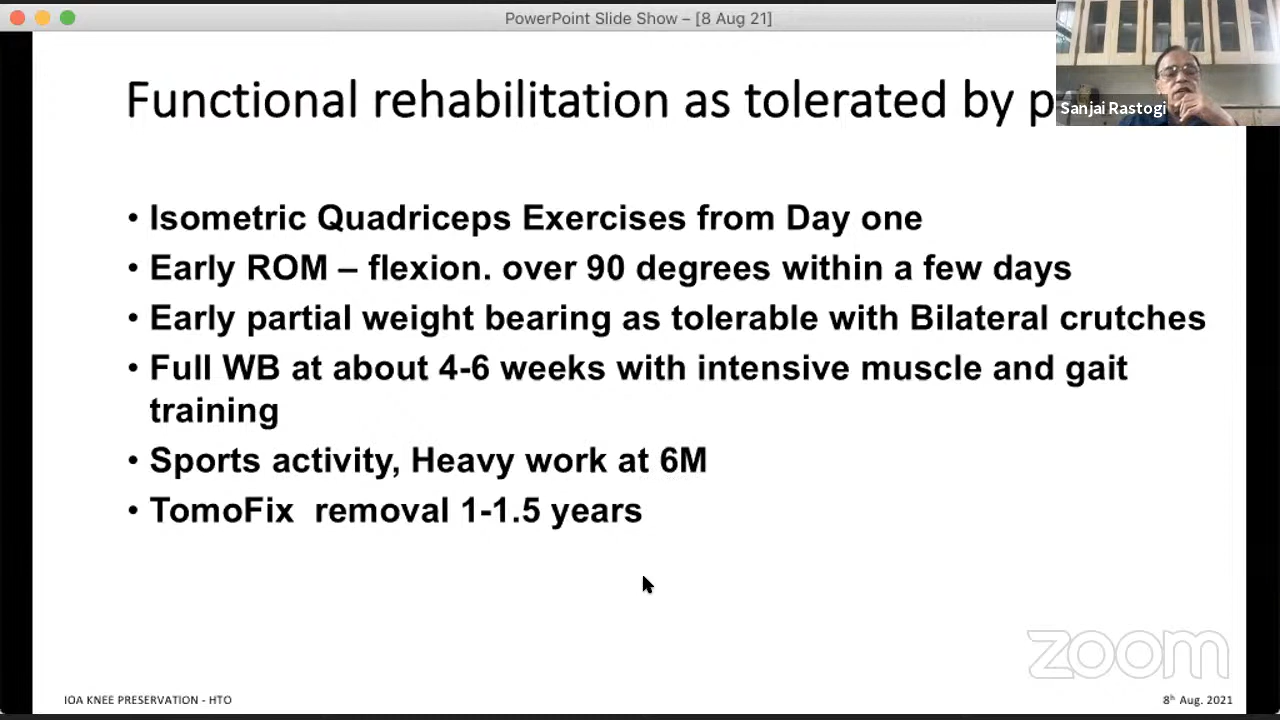 PowerPoint Slide Show – [8 Aug 21]
Functional rehabilitation as tolerated by p
Sanjai Rastogi
• Isometric Quadriceps Exercises from Day one
• Early ROM – flexion. over 90 degrees within a few days
• Early partial weight bearing as tolerable with Bilateral crutches
• Full WB at about 4-6 weeks with intensive muscle and gait
training
• Sports activity, Heavy work at 6M
• TomoFix removal 1-1.5 years
zoom
IOA KNEE PRESERVATION - HTO
8ʰ Aug. 2021